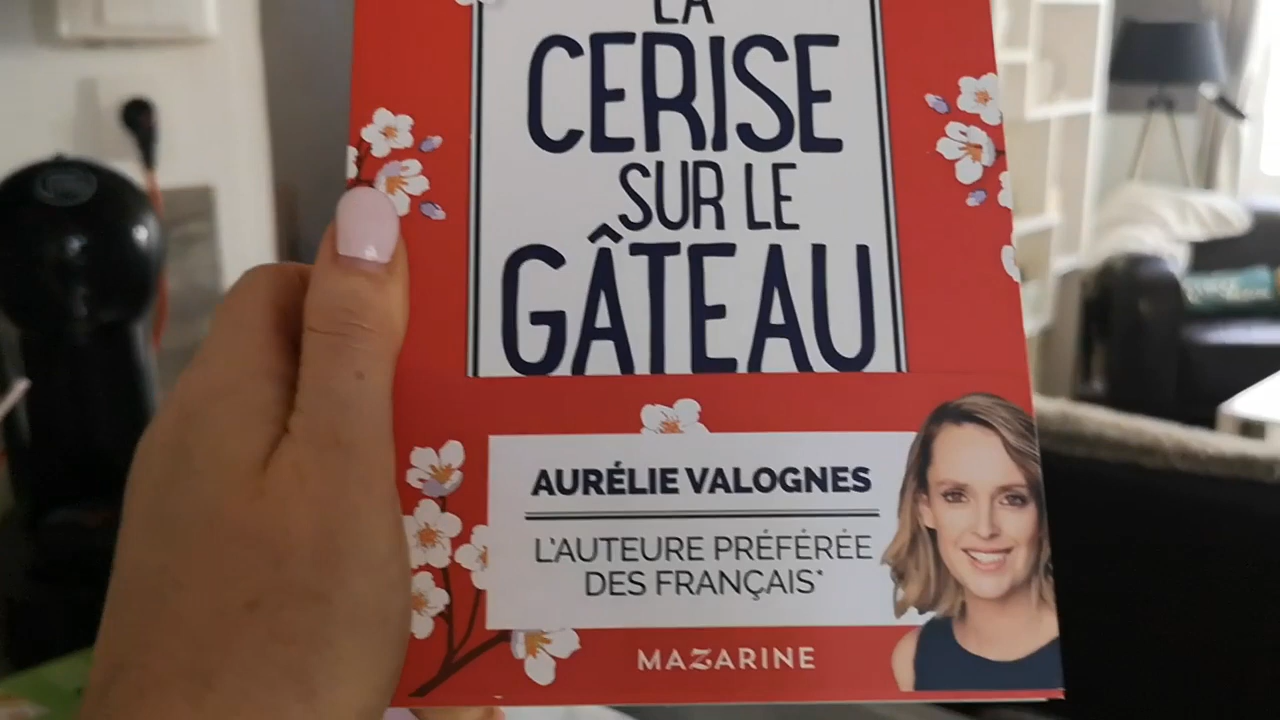 LA
CERISE
SUR LE
GÂTEAU
AURÉLIE VALOGNES
L'AUTEURE PRÉFÉRÉE
DES FRANÇAIS*
MAZARINE